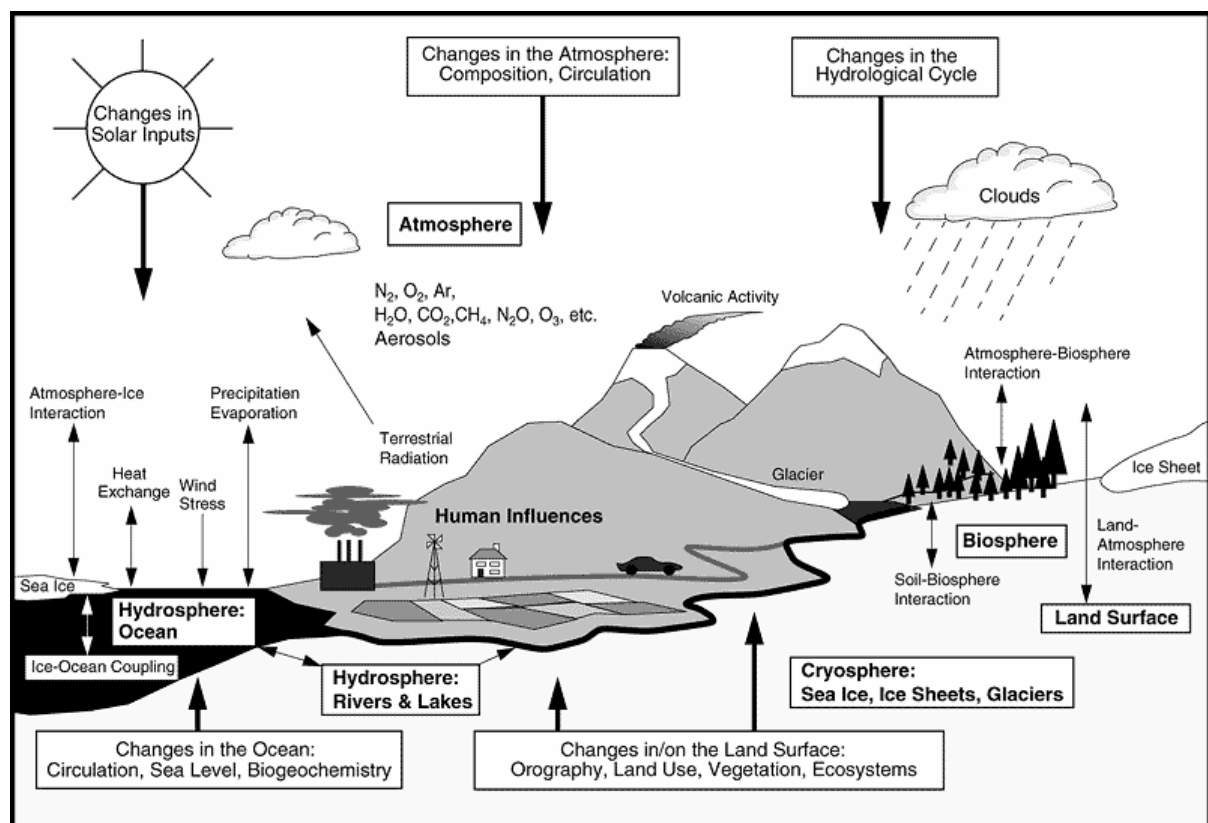 Changes in the Atmosphere:
Composition, Circulation
Changes in the
Hydrological Cycle
Changes in
Solar Inputs
Clouds
Atmosphere
N₂, O₂, Ar,
H₂O, CO₂,CH₄, N₂O, O₃, etc.
Aerosols
Volcanic Activity
Atmosphere-Biosphere
Interaction
Atmosphere-Ice
Interaction
Precipitation
Evaporation
Terrestrial
Radiation
Heat
Exchange
Wind
Stress
Glacier
Ice Sheet
Human Influences
Biosphere
Land-
Atmosphere
Interaction
Soil-Biosphere
Interaction
Sea Ice
Hydrosphere:
Ocean
Land Surface
Ice-Ocean Coupling
Hydrosphere:
Rivers & Lakes
Cryosphere:
Sea Ice, Ice Sheets, Glaciers
Changes in the Ocean:
Circulation, Sea Level, Biogeochemistry
Changes in/on the Land Surface:
Orography, Land Use, Vegetation, Ecosystems